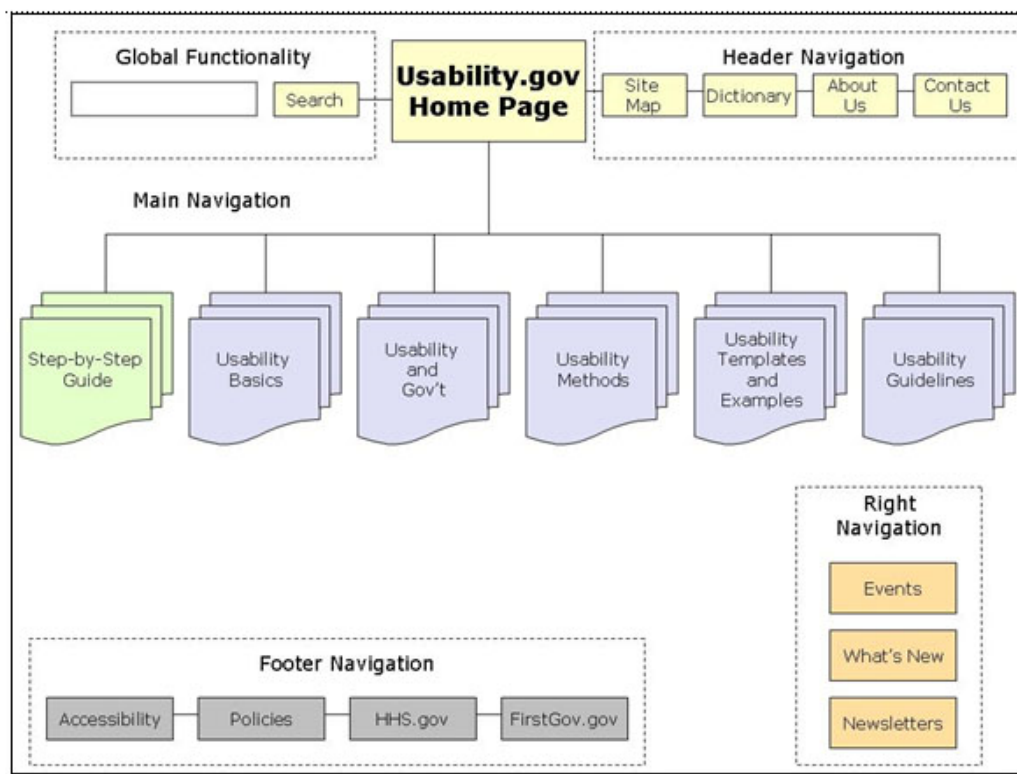 Global Functionality
Search
Usability.gov
Home Page
Header Navigation
Site
Map
Dictionary
About
Us
Contact
Us
Main Navigation
Step-by-Step
Guide
Usability
Basics
Usability
and
Gov't
Usability
Methods
Usability
Templates
and
Examples
Usability
Guidelines
Right
Navigation
Events
What's New
Newsletters
Footer Navigation
Accessibility
Policies
HHS.gov
FirstGov.gov